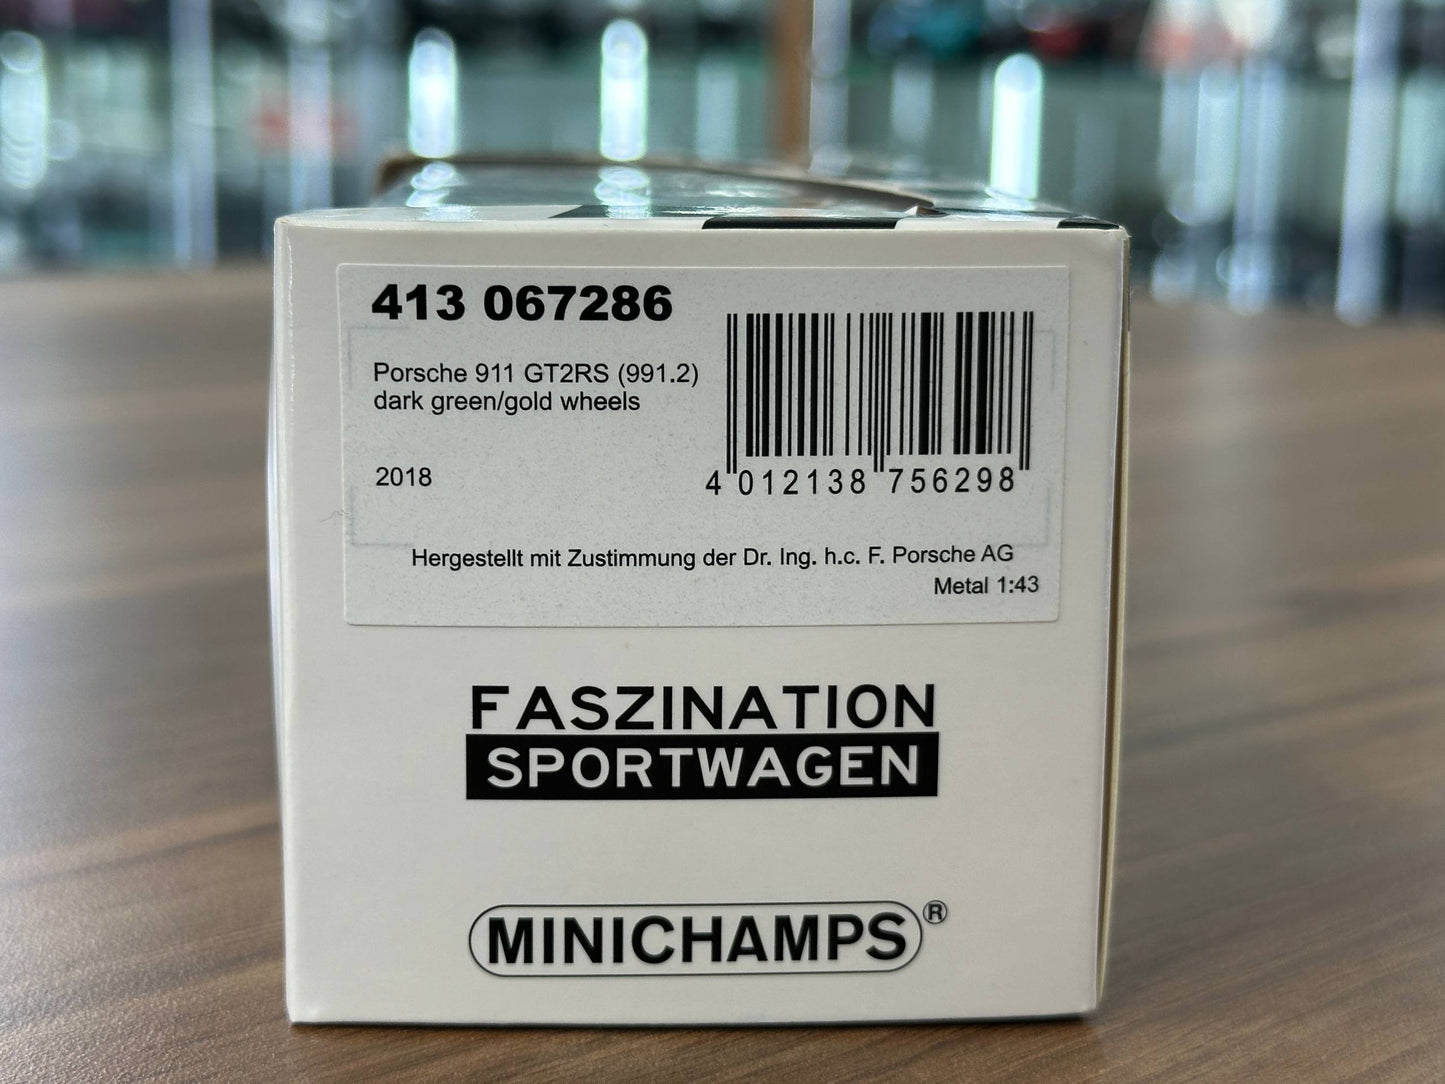 413 067286
Porsche 911 GT2RS (991.2)
dark green/gold wheels
2018
4 012138 756298
Hergestellt mit Zustimmung der Dr. Ing. h.c. F. Porsche AG
Metal 1:43
FASZINATION
SPORTWAGEN
MINICHAMPS®